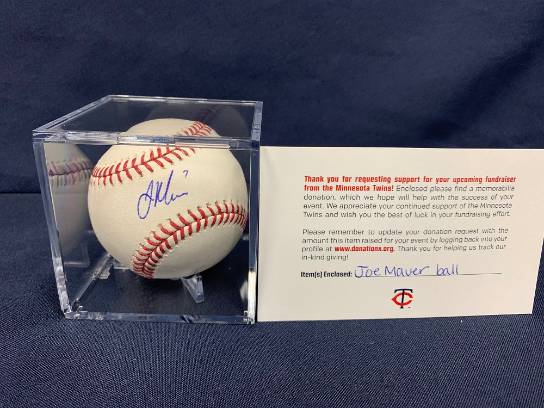 Thank you for requesting support for your upcoming fundraiser
from the Minnesota Twins! Enclosed please find a memorabilia
donation, which we hope will help with the success of your
event. We appreciate your continued support of the Minnesota
Twins and wish you the best of luck in your fundraising effort.
Please remember to update your donation request with the
amount this item raised for your event by logging back into your
profile at www.donationx.org. Thank you for helping us track our
in-kind giving!
Item(s) Enclosed: Joe Mauer ball
TC